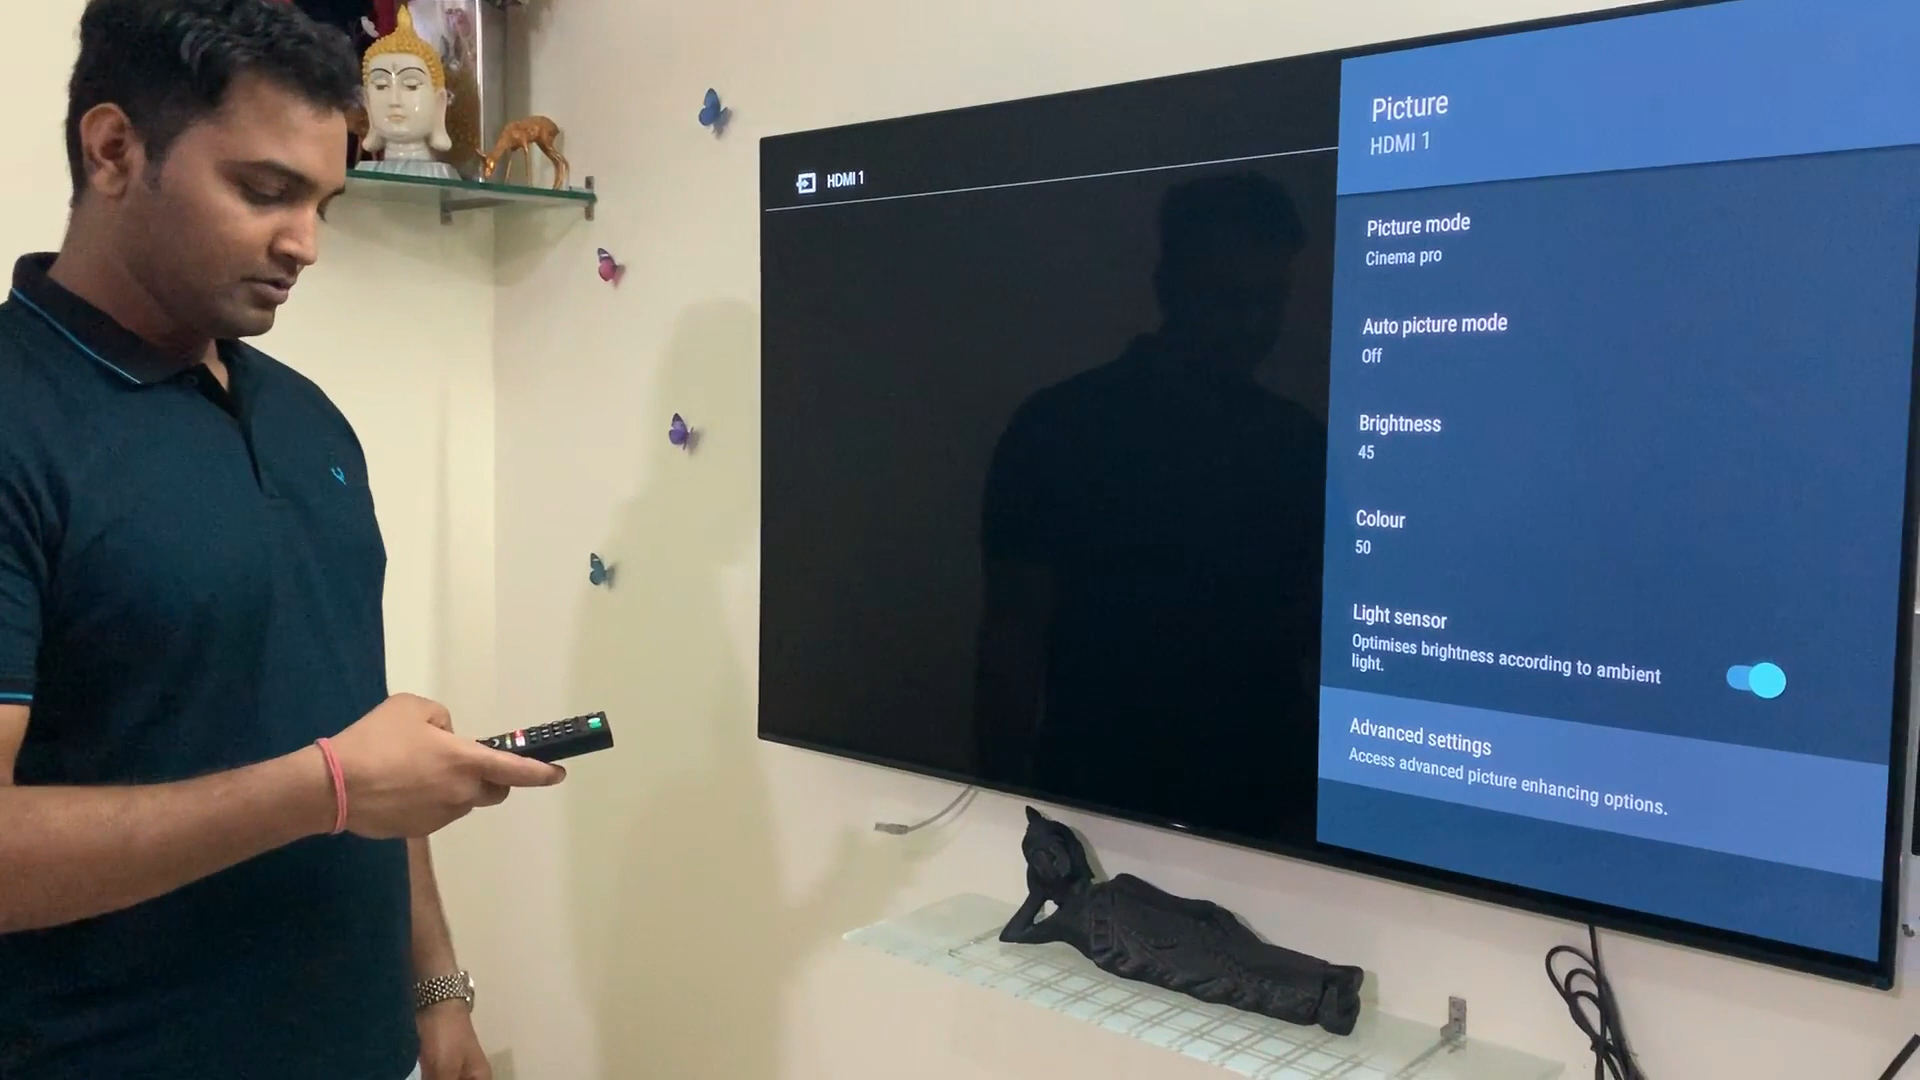 HDMI 1
Picture
HDMI 1
Picture mode
Cinema pro
Auto picture mode
Off
Brightness
45
Colour
50
Light sensor
Optimises brightness according to ambient
light.
Advanced settings
Access advanced picture enhancing options.